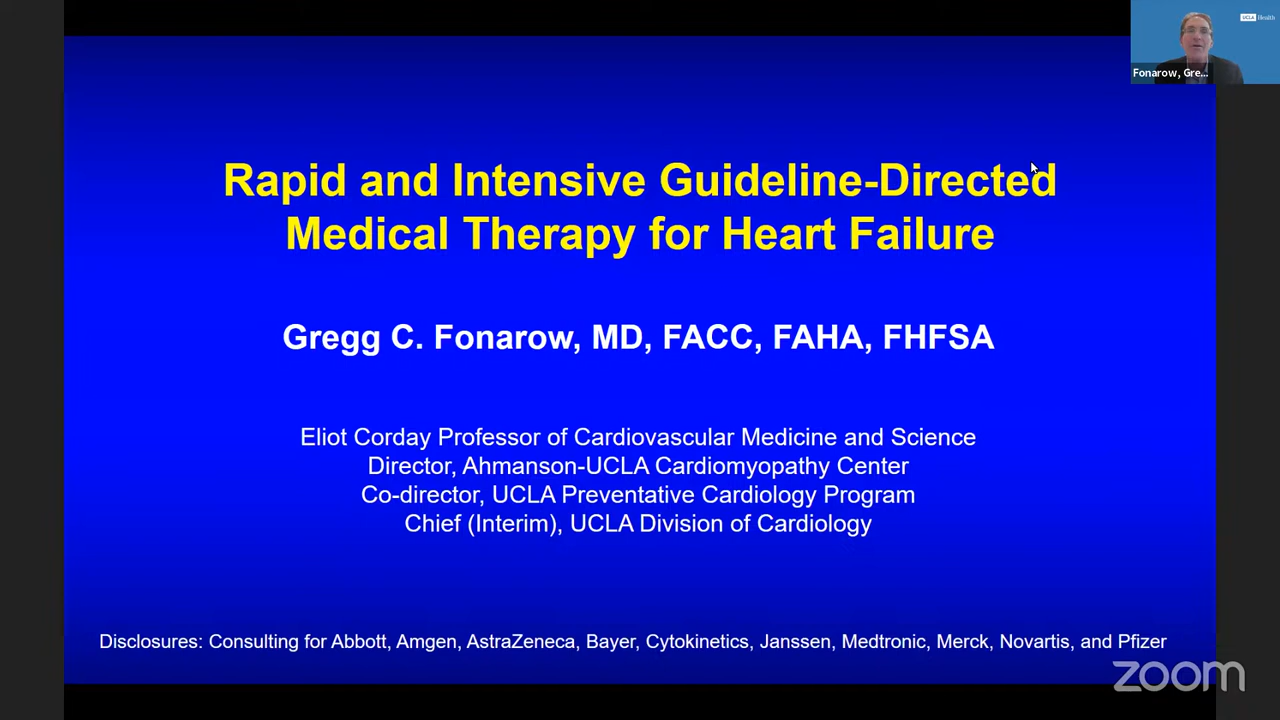 UCLA Health
Fonarow, Gre...
Rapid and Intensive Guideline-Directed
Medical Therapy for Heart Failure
Gregg C. Fonarow, MD, FACC, FAHA, FHFSA
Eliot Corday Professor of Cardiovascular Medicine and Science
Director, Ahmanson-UCLA Cardiomyopathy Center
Co-director, UCLA Preventative Cardiology Program
Chief (Interim), UCLA Division of Cardiology
Disclosures: Consulting for Abbott, Amgen, AstraZeneca, Bayer, Cytokinetics, Janssen, Medtronic, Merck, Novartis, and Pfizer
zoom